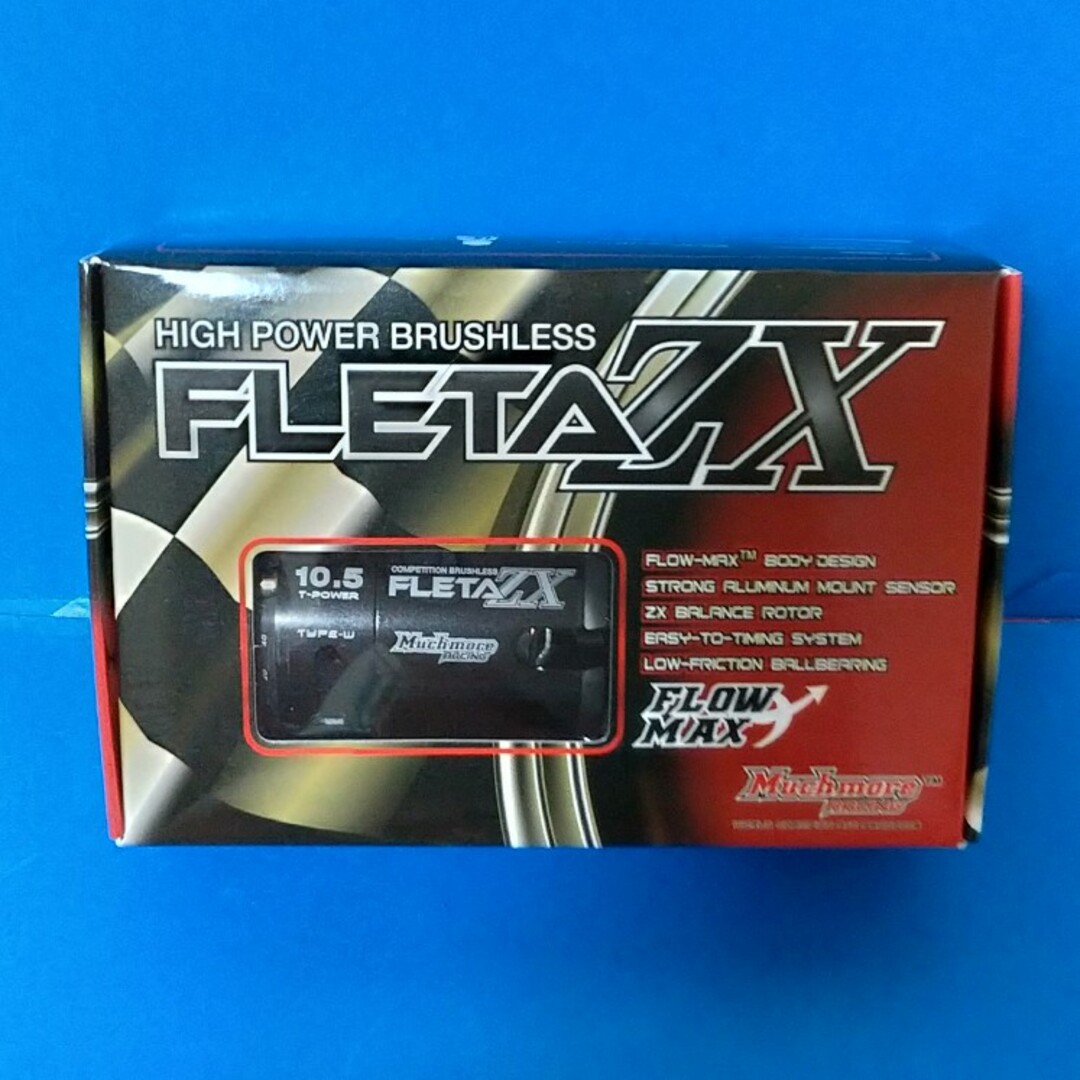 HIGH POWER BRUSHLESS
FLETA ZX
10.5
T-POWER
TYPE-W
COMPETITION BRUSHLESS
FLETA ZX
Muchmore
RACING
FLOW-MAX™ BODY DESIGN
STRONG ALUMINUM MOUNT SENSOR
ZX BALANCE ROTOR
EASY-TO-TIMING SYSTEM
LOW-FRICTION BALLBEARING
FLOW
MAX
Muchmore™
RACING